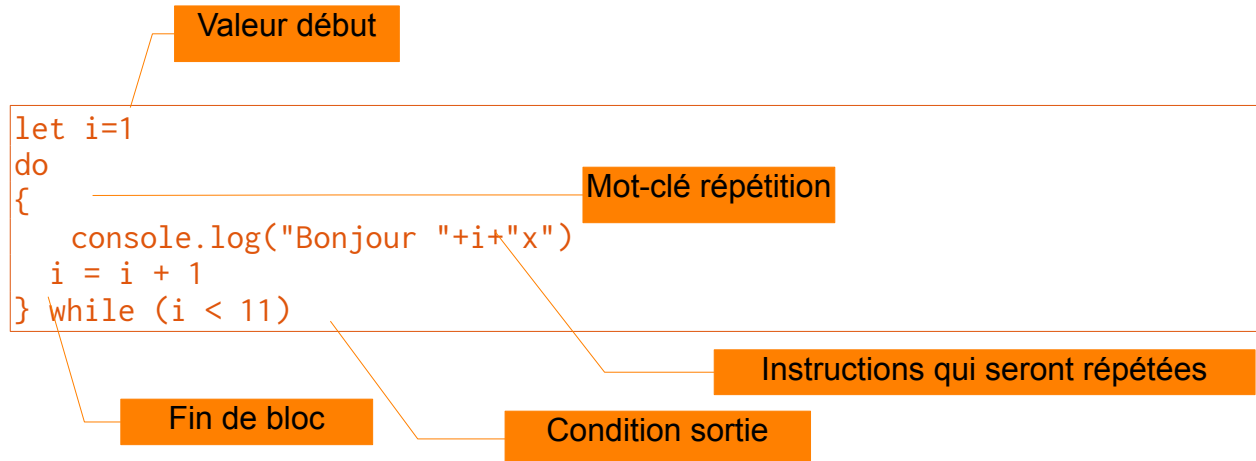 Valeur début
let i=1
do
{
Mot-clé répétition
console.log("Bonjour "+i+"x")
i = i + 1
} while (i < 11)
Instructions qui seront répétées
Fin de bloc
Condition sortie